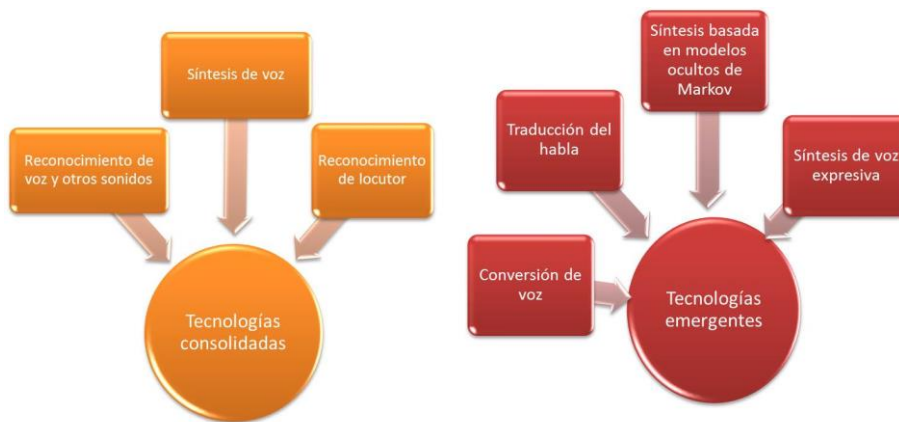 Síntesis de voz
Reconocimiento de
voz y otros sonidos
Reconocimiento
de locutor
Tecnologías
consolidadas
Síntesis basada
en modelos
ocultos de
Markov
Traducción del
habla
Síntesis de voz
expresiva
Conversión de
voz
Tecnologías
emergentes